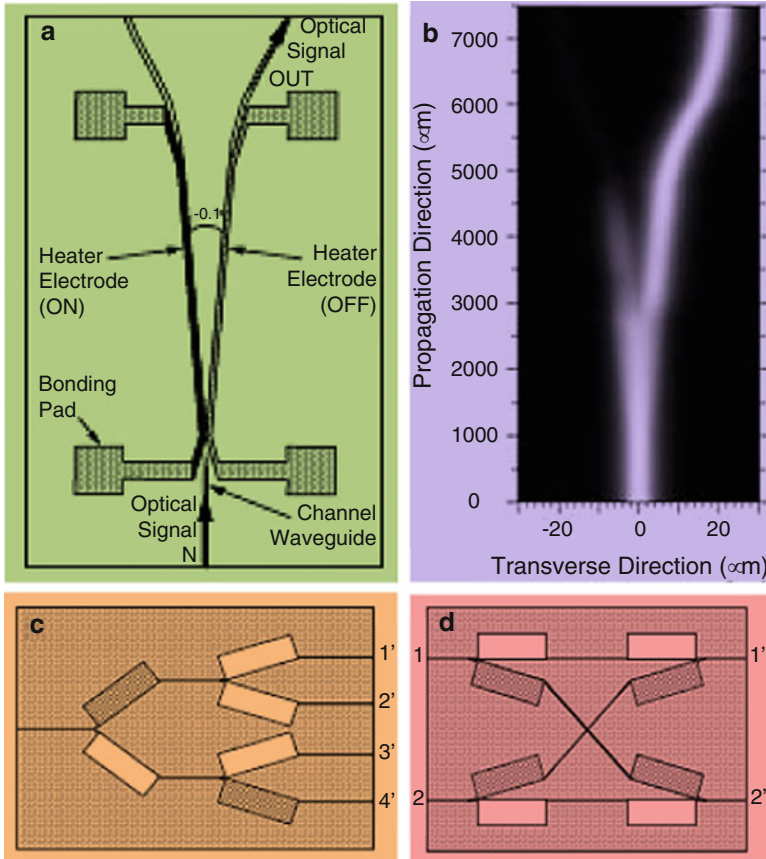 a
Optical
Signal
OUT
-0.1
Heater
Electrode
(ON)
Heater
Electrode
(OFF)
Bonding
Pad
Optical
Signal
N
Channel
Waveguide
b
Propagation Direction (∝m)
7000
6000
5000
4000
3000
2000
1000
0
-20 0 20
Transverse Direction (∝m)
c
1'
2'
3'
4'
d
1 1'
2 2'